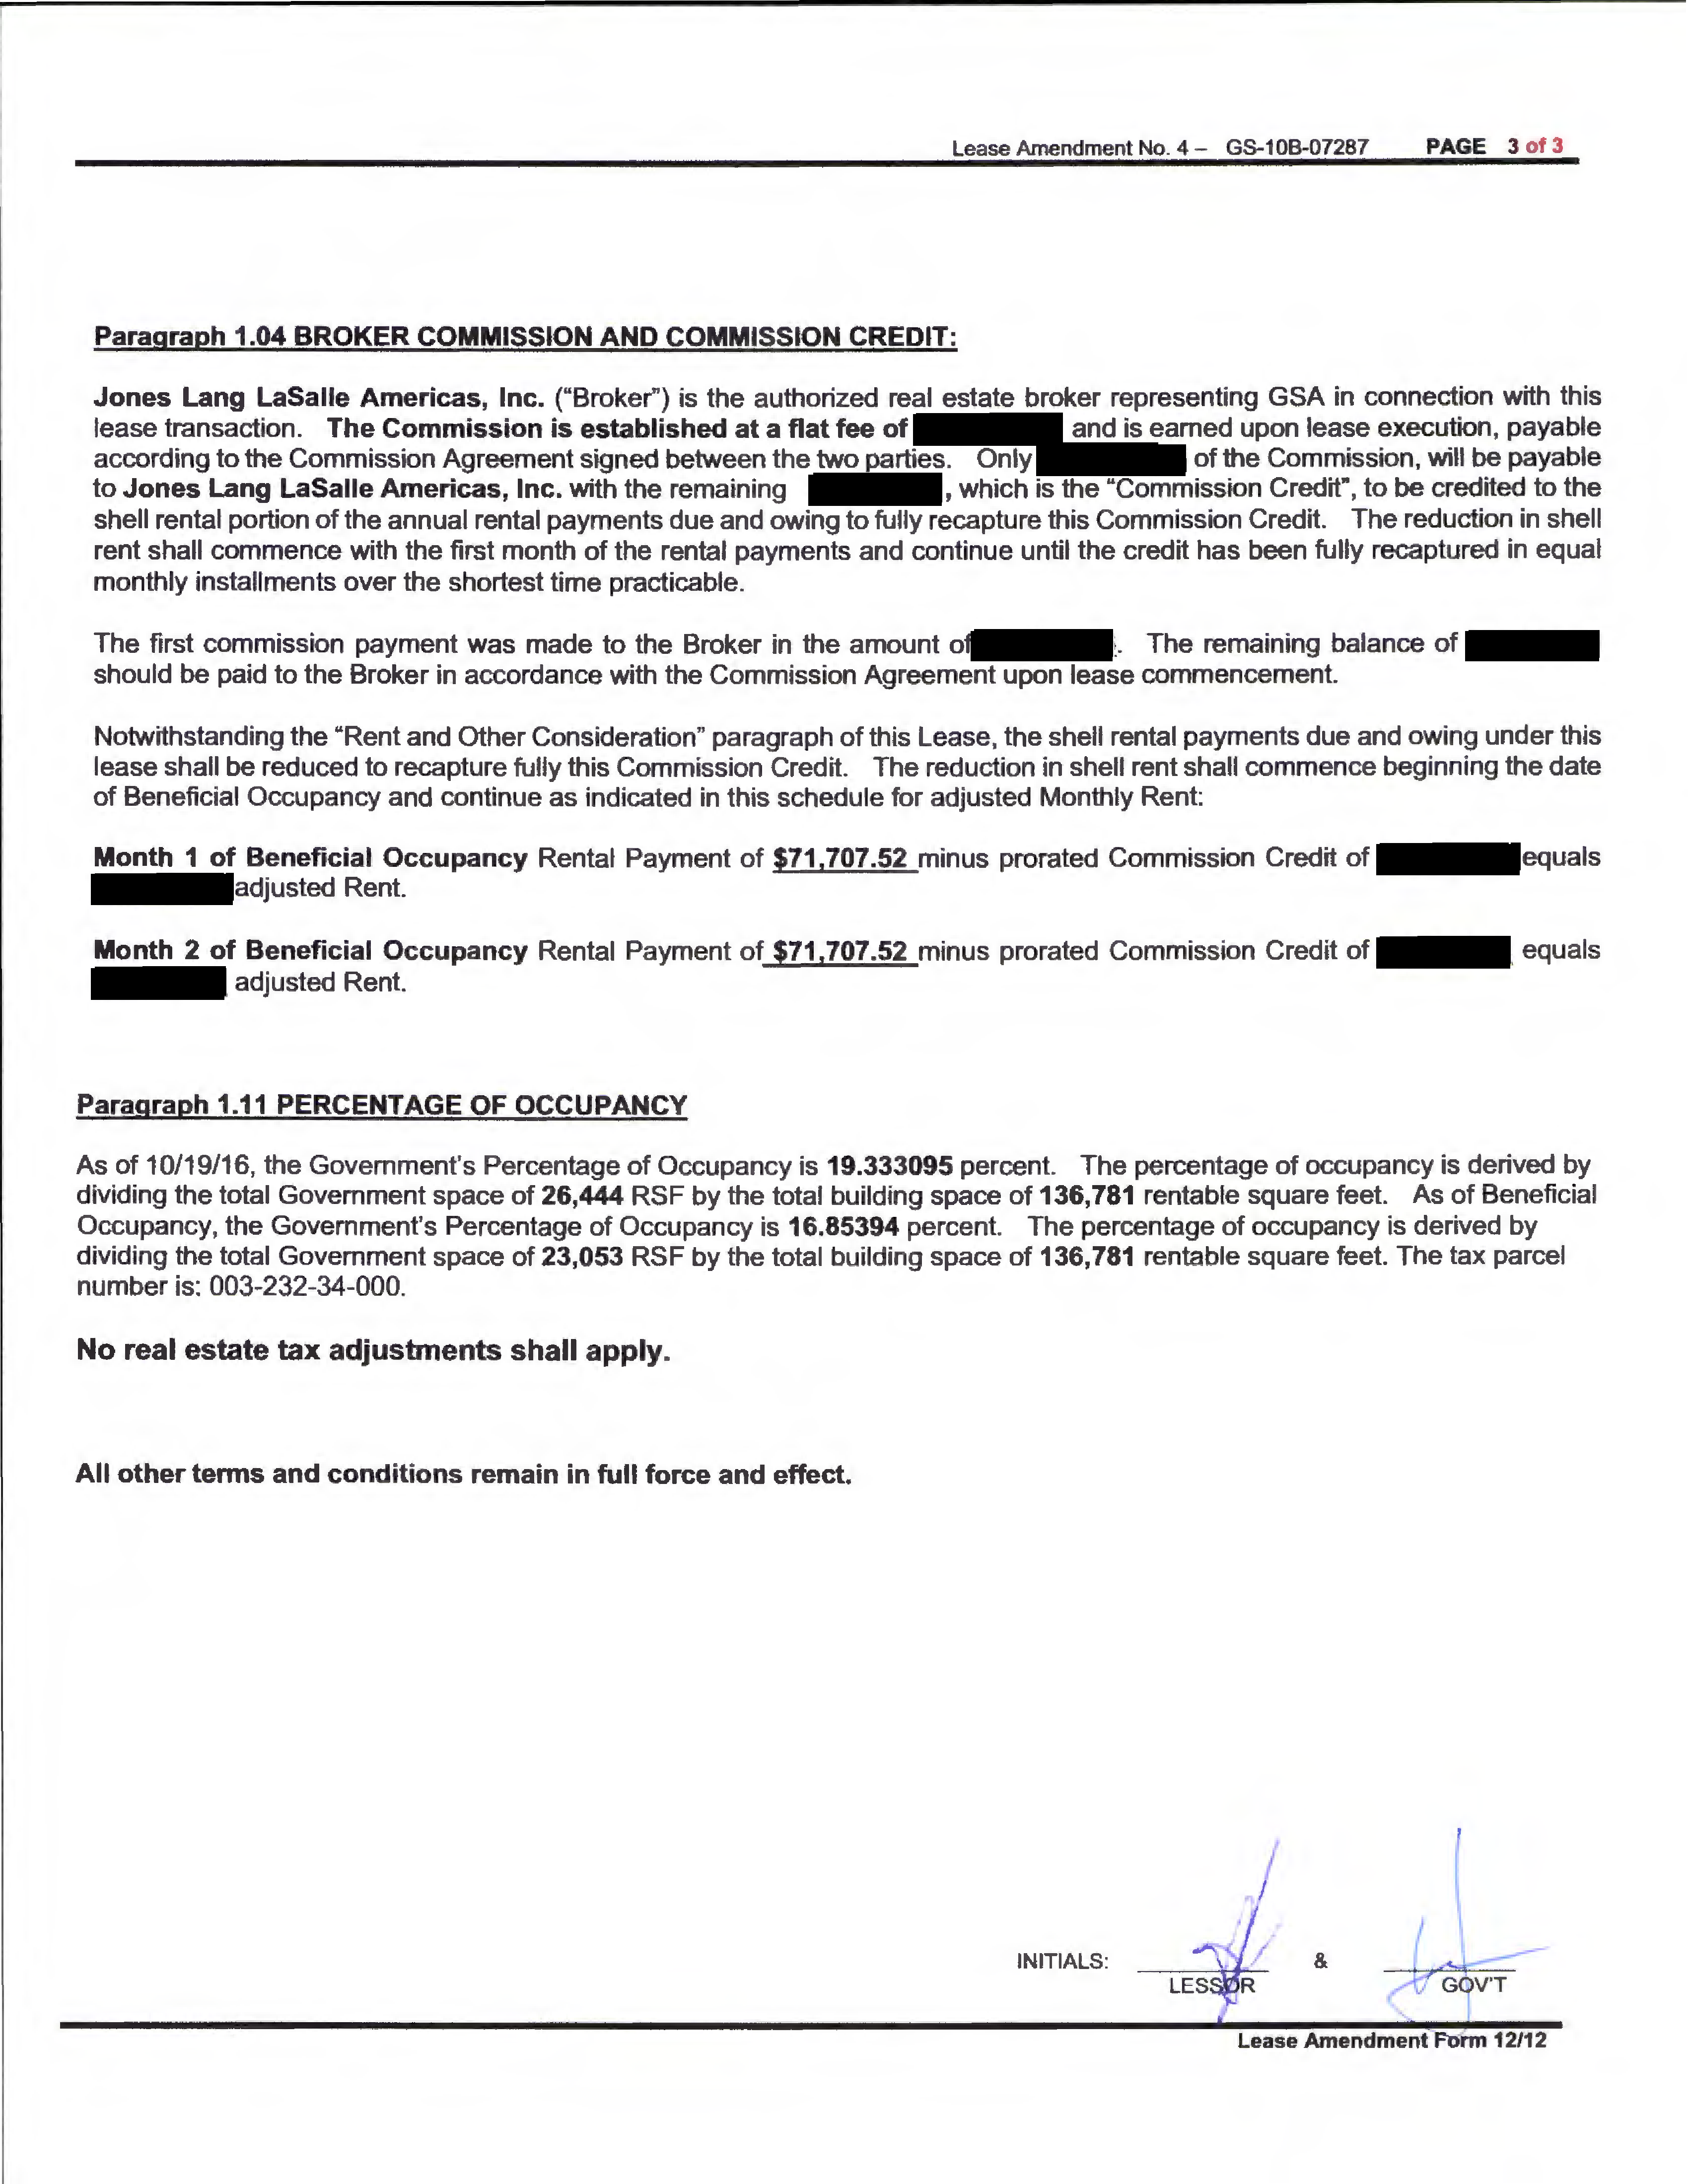 Lease Amendment No. 4 – GS-10B-07287 PAGE 3 of 3
Paragraph 1.04 BROKER COMMISSION AND COMMISSION CREDIT:
Jones Lang LaSalle Americas, Inc. (“Broker”) is the authorized real estate broker representing GSA in connection with this
lease transaction. The Commission is established at a flat fee of and is earned upon lease execution, payable
according to the Commission Agreement signed between the two parties. Only of the Commission, will be payable
to Jones Lang LaSalle Americas, Inc. with the remaining , which is the “Commission Credit”, to be credited to the
shell rental portion of the annual rental payments due and owing to fully recapture this Commission Credit. The reduction in shell
rent shall commence with the first month of the rental payments and continue until the credit has been fully recaptured in equal
monthly installments over the shortest time practicable.
The first commission payment was made to the Broker in the amount of . The remaining balance of
should be paid to the Broker in accordance with the Commission Agreement upon lease commencement.
Notwithstanding the “Rent and Other Consideration” paragraph of this Lease, the shell rental payments due and owing under this
lease shall be reduced to recapture fully this Commission Credit. The reduction in shell rent shall commence beginning the date
of Beneficial Occupancy and continue as indicated in this schedule for adjusted Monthly Rent:
Month 1 of Beneficial Occupancy Rental Payment of $71,707.52 minus prorated Commission Credit of equals
adjusted Rent.
Month 2 of Beneficial Occupancy Rental Payment of $71,707.52 minus prorated Commission Credit of equals
adjusted Rent.
Paragraph 1.11 PERCENTAGE OF OCCUPANCY
As of 10/19/16, the Government’s Percentage of Occupancy is 19.333095 percent. The percentage of occupancy is derived by
dividing the total Government space of 26,444 RSF by the total building space of 136,781 rentable square feet. As of Beneficial
Occupancy, the Government’s Percentage of Occupancy is 16.85394 percent. The percentage of occupancy is derived by
dividing the total Government space of 23,053 RSF by the total building space of 136,781 rentable square feet. The tax parcel
number is: 003-232-34-000.
No real estate tax adjustments shall apply.
All other terms and conditions remain in full force and effect.
INITIALS: &
LESSOR GOV'T
Lease Amendment Form 12/12